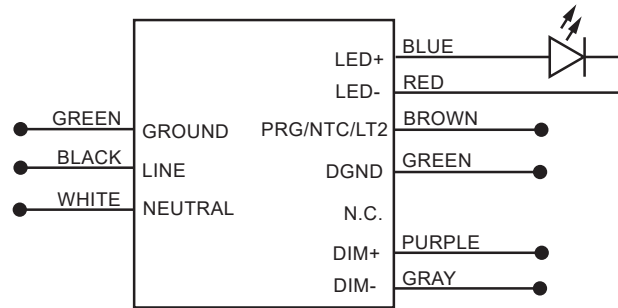 LED+ BLUE
LED- RED
GREEN GROUND PRG/NTC/LT2 BROWN
BLACK LINE DGND GREEN
WHITE NEUTRAL N.C.
DIM+ PURPLE
DIM- GRAY